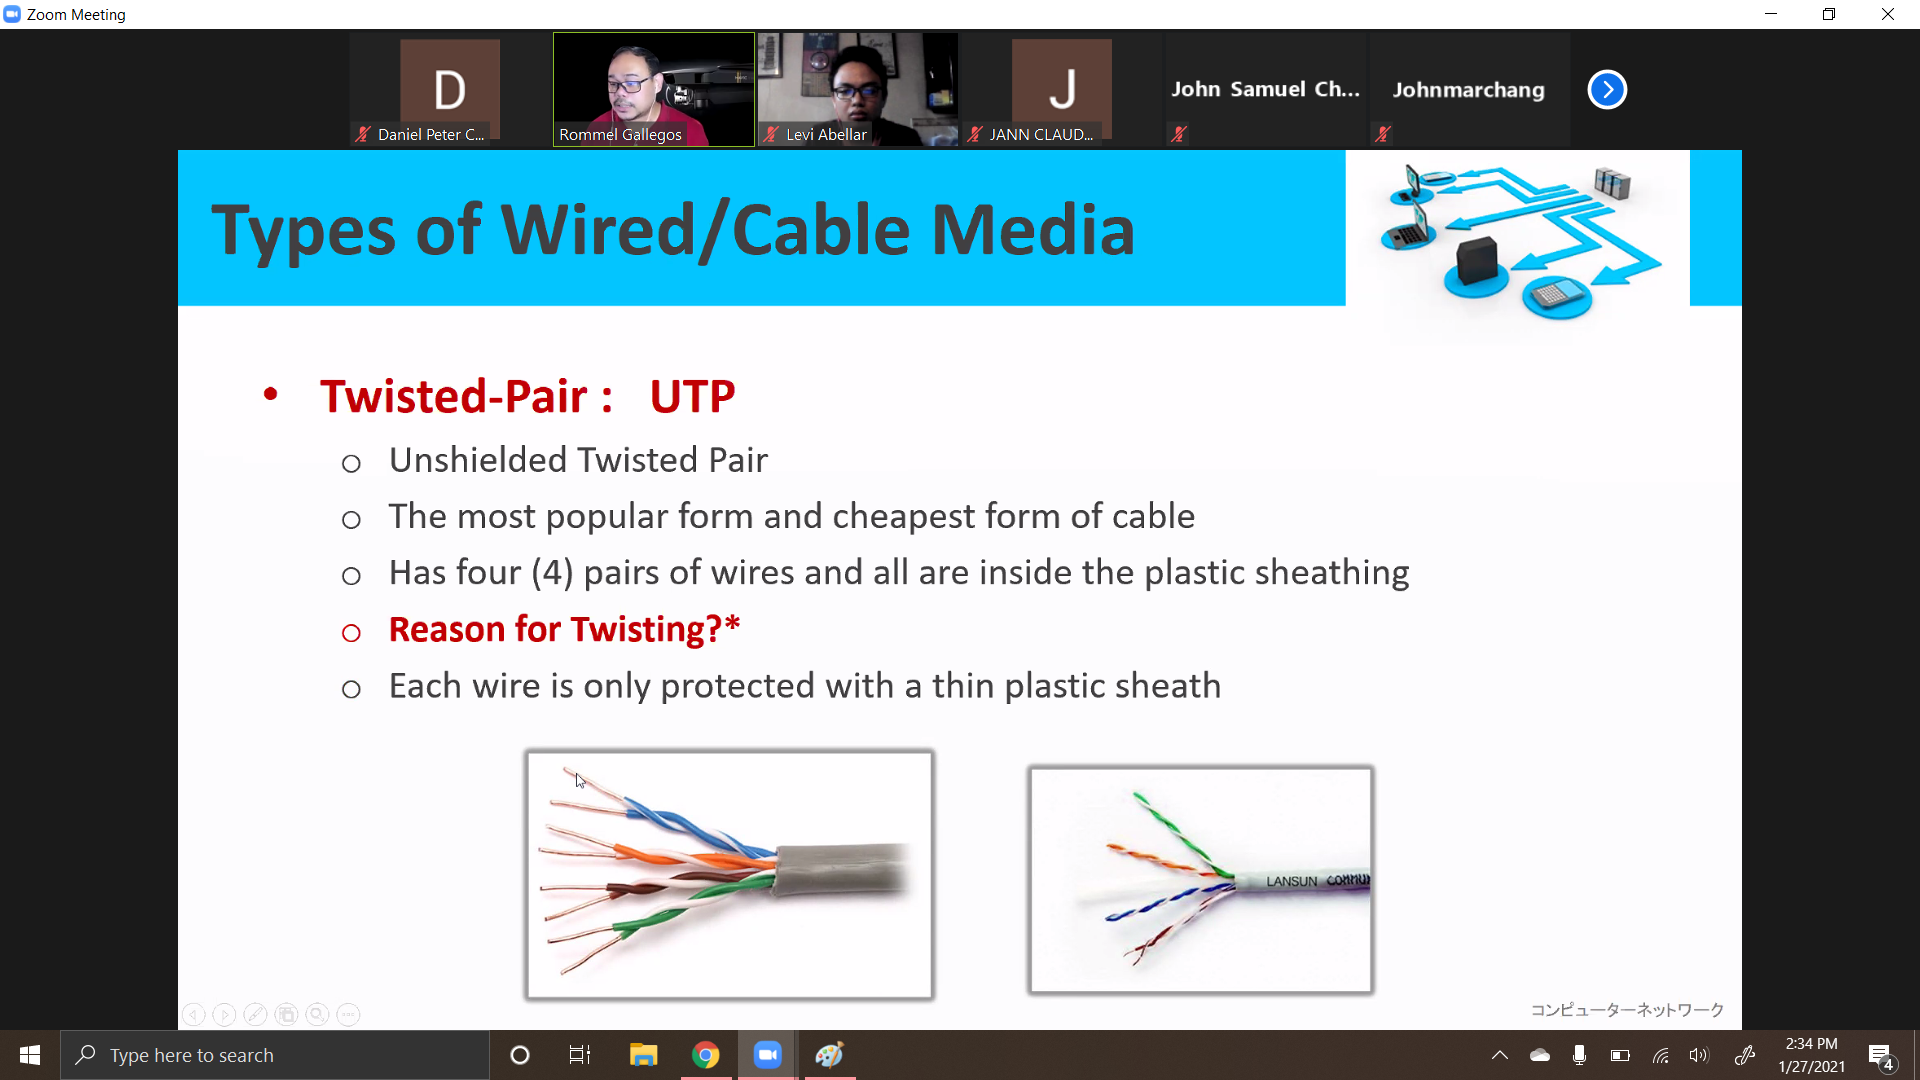 Zoom Meeting
D
Daniel Peter C...
Rommel Gallegos
Levi Abellar
J
JANN CLAUD...
John Samuel Ch...
Johnmarchang
Types of Wired/Cable Media
• Twisted-Pair : UTP
o Unshielded Twisted Pair
o The most popular form and cheapest form of cable
o Has four (4) pairs of wires and all are inside the plastic sheathing
o Reason for Twisting?*
o Each wire is only protected with a thin plastic sheath
LANSUN COMMU
コンピューターネットワーク
Type here to search
2:34 PM
1/27/2021
4